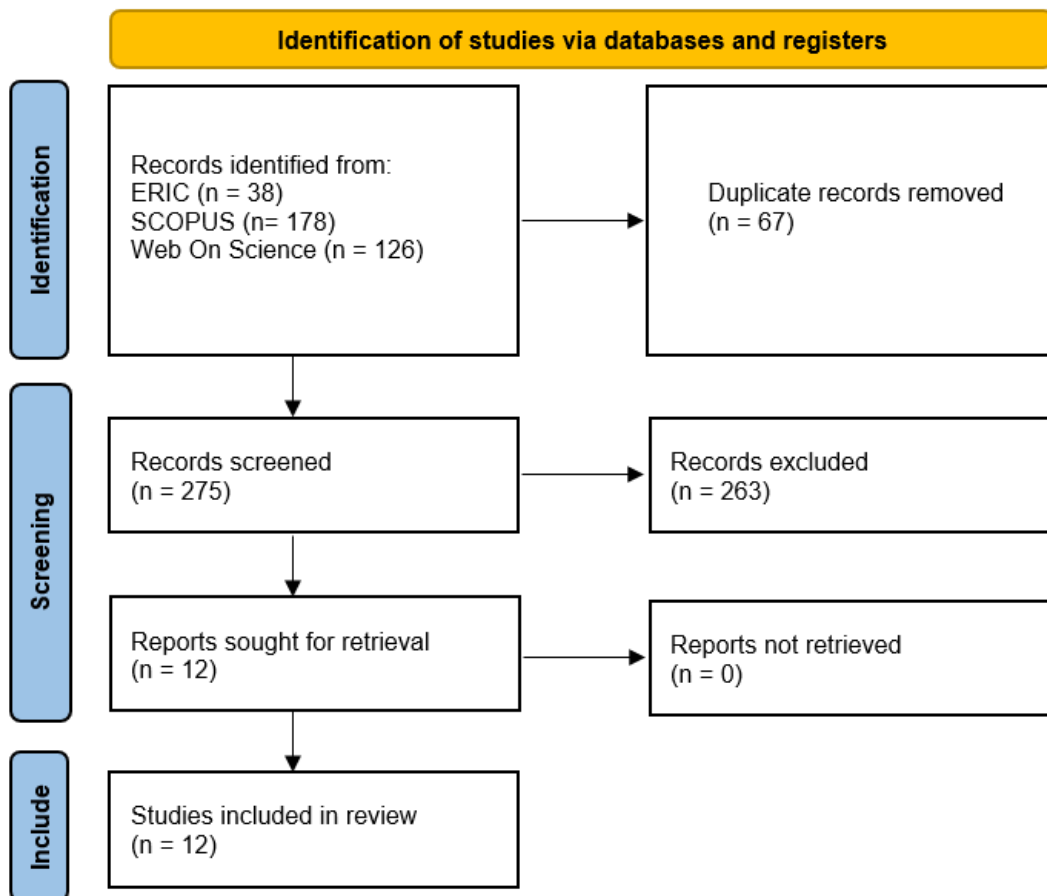 Identification of studies via databases and registers
Identification
Records identified from:
ERIC (n = 38)
SCOPUS (n= 178)
Web On Science (n = 126)
Duplicate records removed
(n = 67)
Screening
Records screened
(n = 275)
Records excluded
(n = 263)
Reports sought for retrieval
(n = 12)
Reports not retrieved
(n = 0)
Include
Studies included in review
(n = 12)